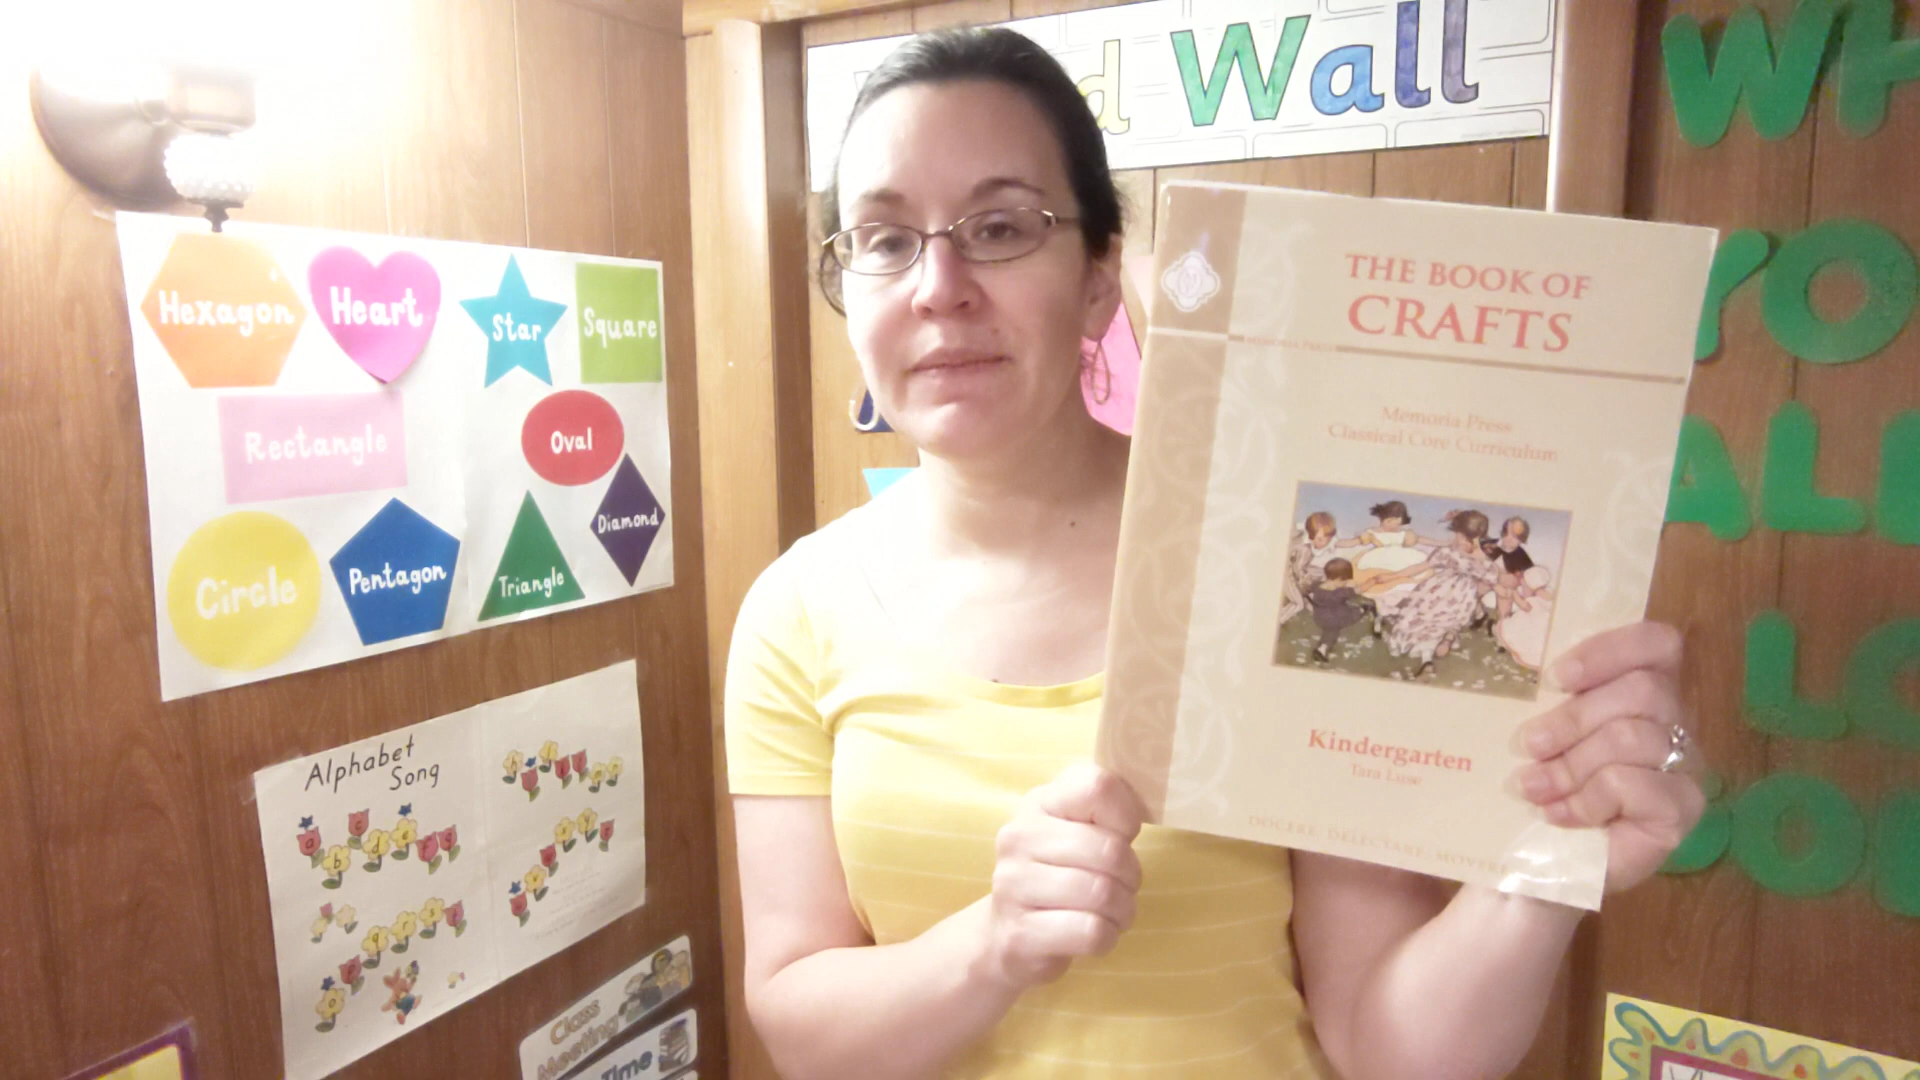 Wall
Hexagon
Heart
Star
Square
Rectangle
Oval
Circle
Pentagon
Triangle
Diamond
Alphabet
Song
Class
Meeting
Time
THE BOOK OF
CRAFTS
Memoria Press
Classical Core Curriculum
Kindergarten
Tara Luse
DOCERE DELECTARE MOVERE
YO